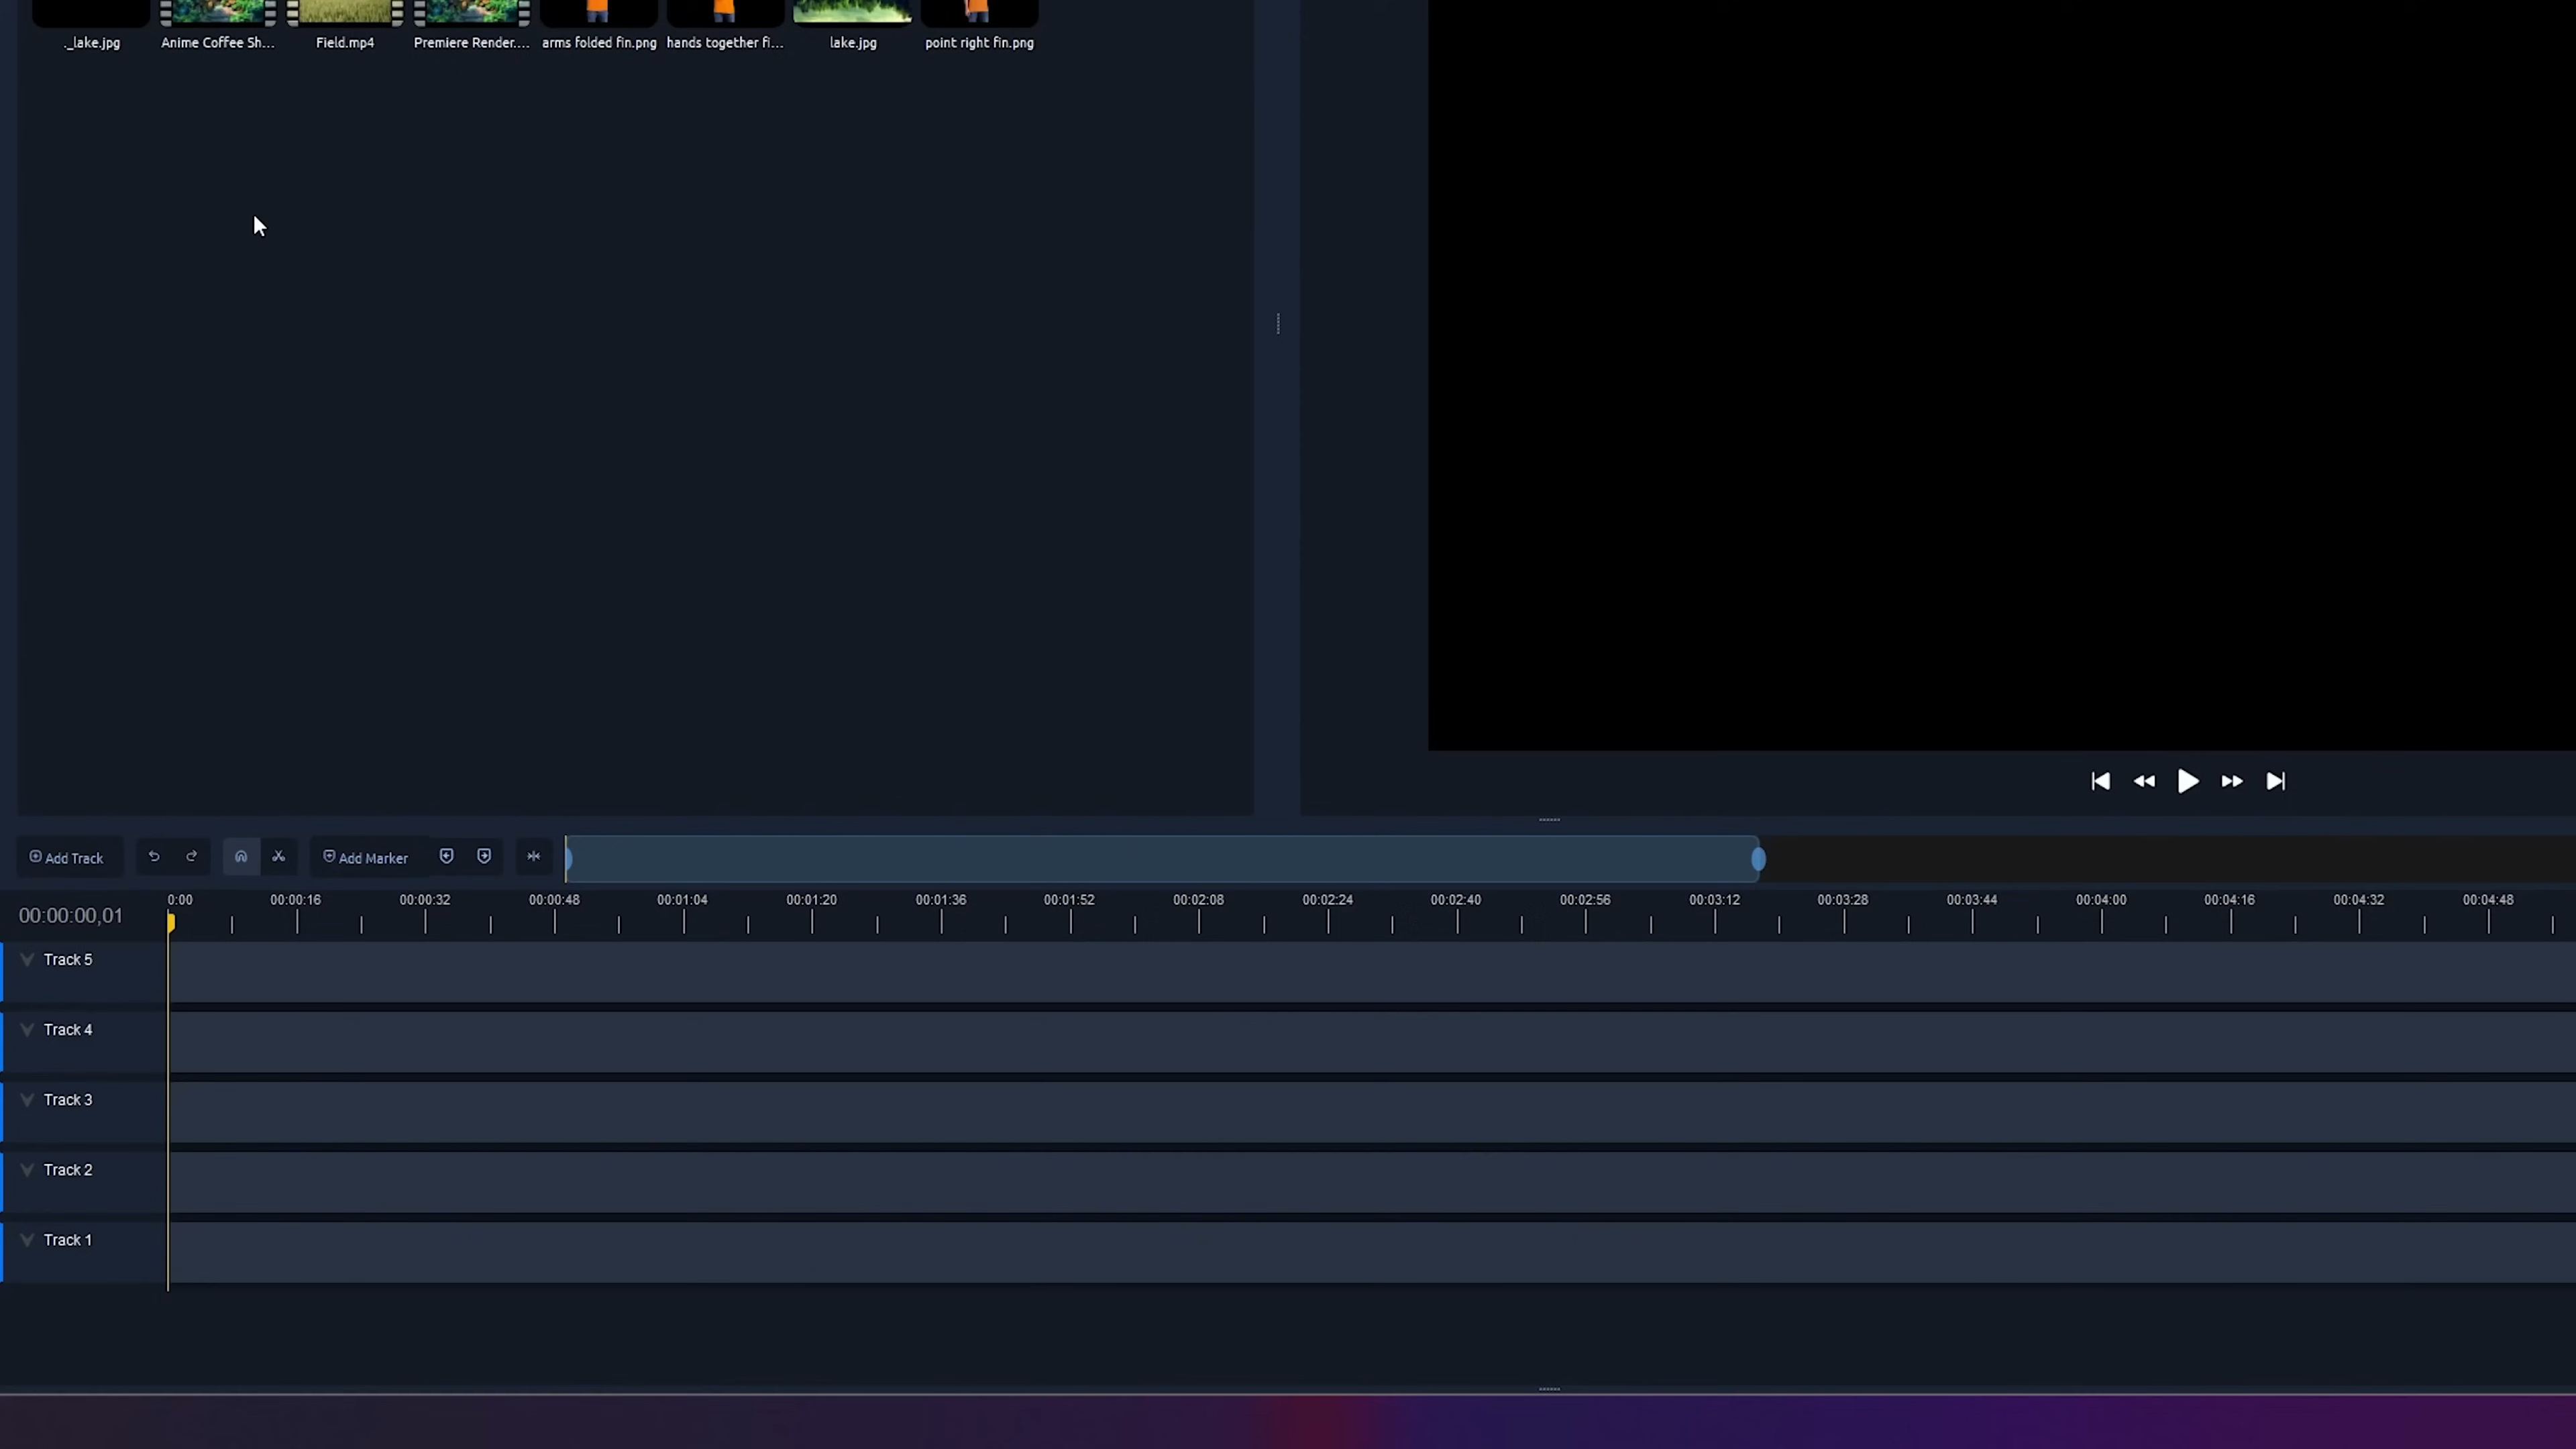 ._lake.jpg
Anime Coffee Sh...
Field.mp4
Premiere Render....
arms folded fin.png
hands together fi...
lake.jpg
point right fin.png
Add Track
Add Marker
00:00:00,01
0:00
00:00:16
00:00:32
00:00:48
00:01:04
00:01:20
00:01:36
00:01:52
00:02:08
00:02:24
00:02:40
00:02:56
00:03:12
00:03:28
00:03:44
00:04:00
00:04:16
00:04:32
00:04:48
Track 5
Track 4
Track 3
Track 2
Track 1